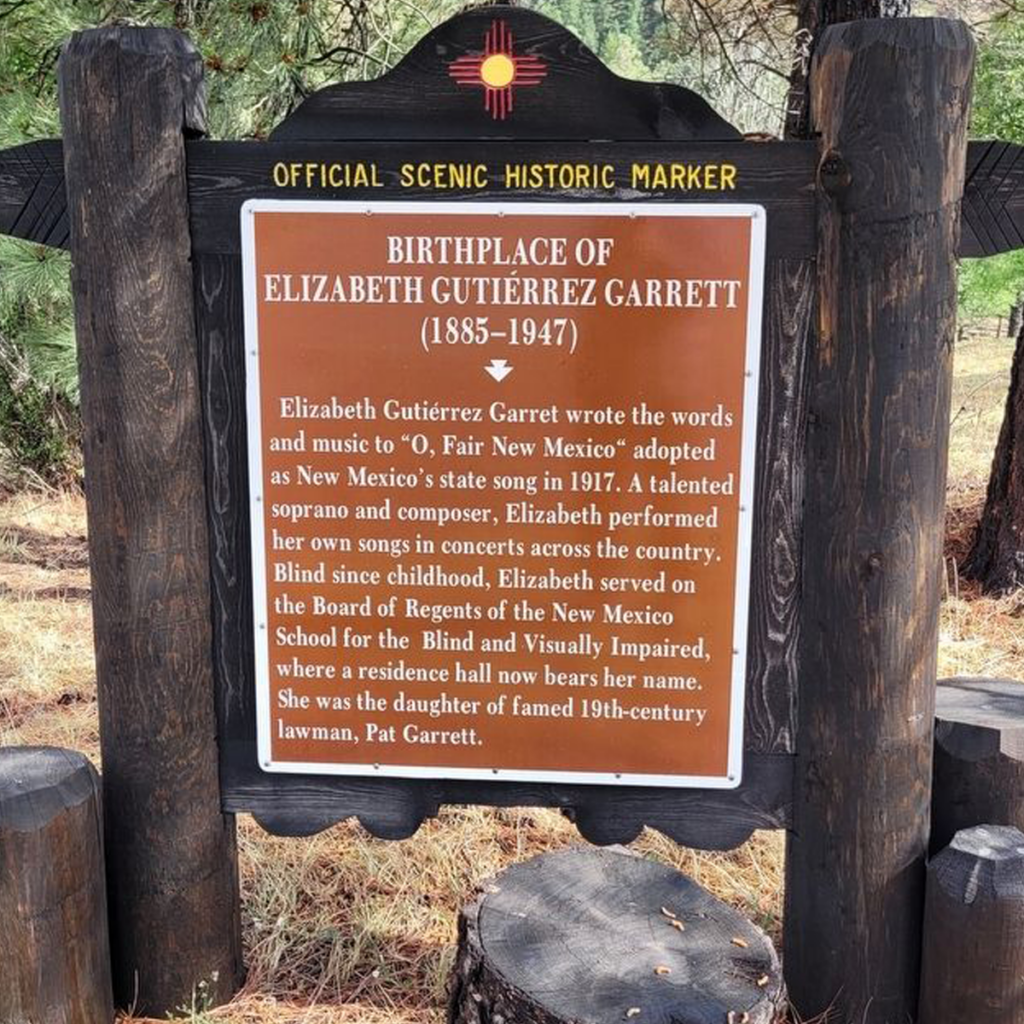 OFFICIAL SCENIC HISTORIC MARKER
BIRTHPLACE OF
ELIZABETH GUTIÉRREZ GARRETT
(1885–1947)
Elizabeth Gutiérrez Garret wrote the words
and music to “O, Fair New Mexico“ adopted
as New Mexico’s state song in 1917. A talented
soprano and composer, Elizabeth performed
her own songs in concerts across the country.
Blind since childhood, Elizabeth served on
the Board of Regents of the New Mexico
School for the Blind and Visually Impaired,
where a residence hall now bears her name.
She was the daughter of famed 19th-century
lawman, Pat Garrett.